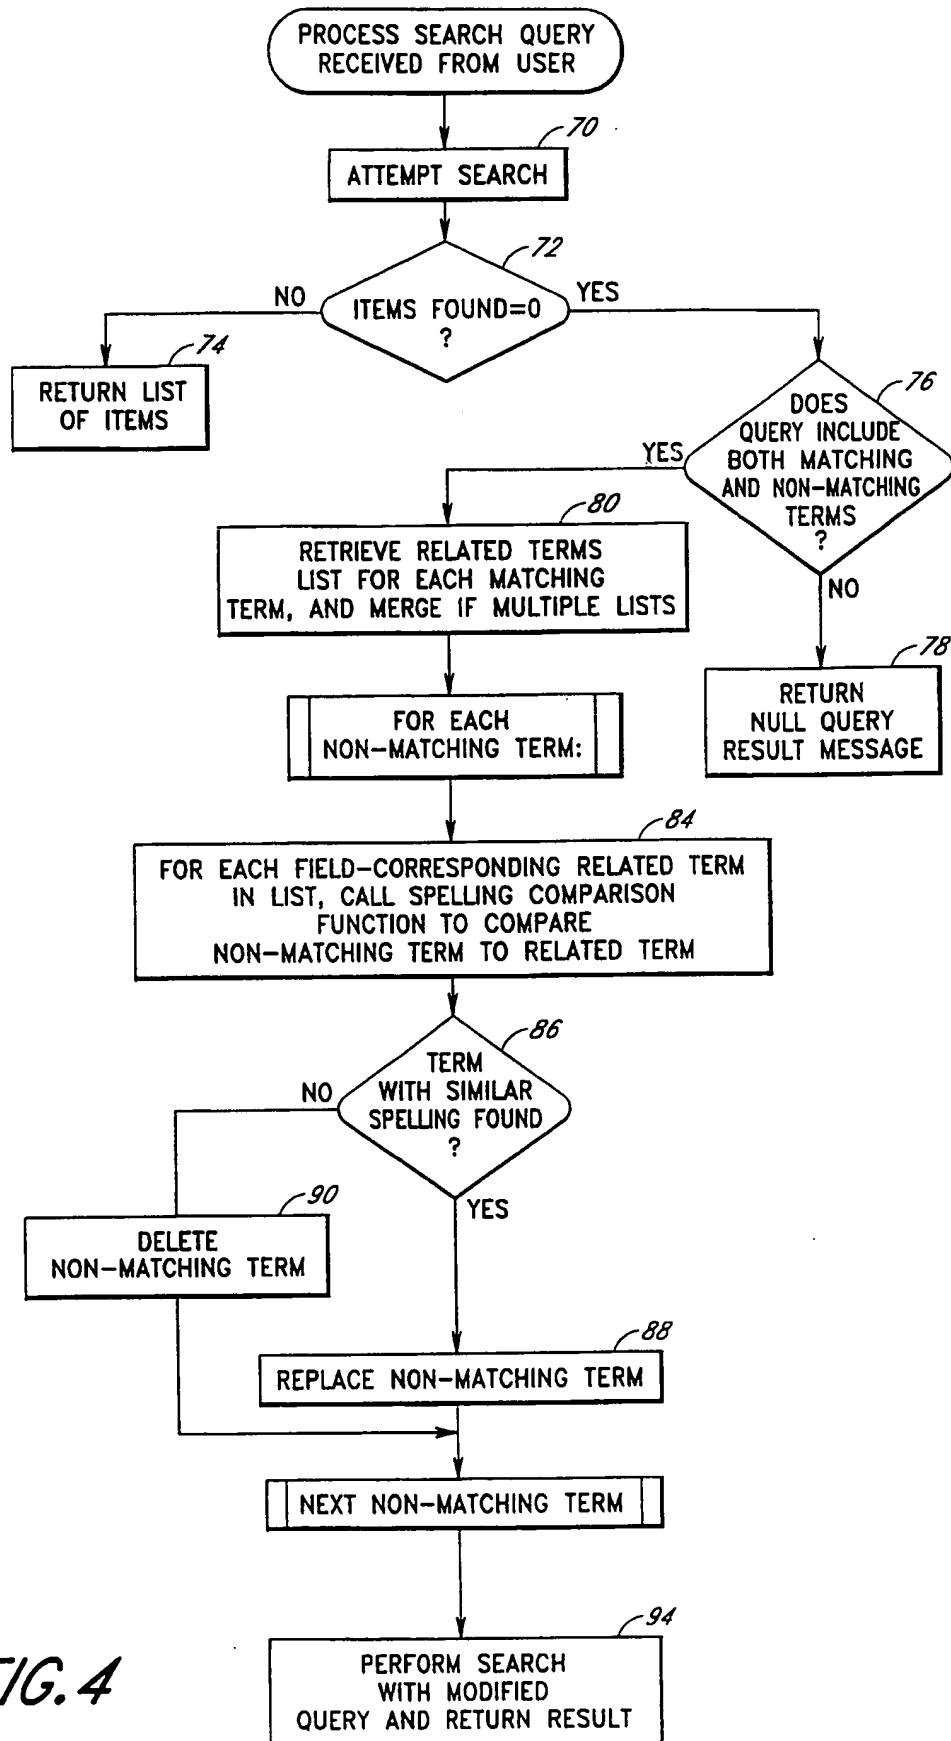 PROCESS SEARCH QUERY
RECEIVED FROM USER
70
ATTEMPT SEARCH
72
ITEMS FOUND=0
?
NO
YES
74
RETURN LIST
OF ITEMS
76
DOES
QUERY INCLUDE
BOTH MATCHING
AND NON-MATCHING
TERMS
?
YES
NO
78
RETURN
NULL QUERY
RESULT MESSAGE
80
RETRIEVE RELATED TERMS
LIST FOR EACH MATCHING
TERM, AND MERGE IF MULTIPLE LISTS
FOR EACH
NON-MATCHING TERM:
84
FOR EACH FIELD-CORRESPONDING RELATED TERM
IN LIST, CALL SPELLING COMPARISON
FUNCTION TO COMPARE
NON-MATCHING TERM TO RELATED TERM
86
TERM
WITH SIMILAR
SPELLING FOUND
?
NO
YES
90
DELETE
NON-MATCHING TERM
88
REPLACE NON-MATCHING TERM
NEXT NON-MATCHING TERM
94
PERFORM SEARCH
WITH MODIFIED
QUERY AND RETURN RESULT
FIG. 4